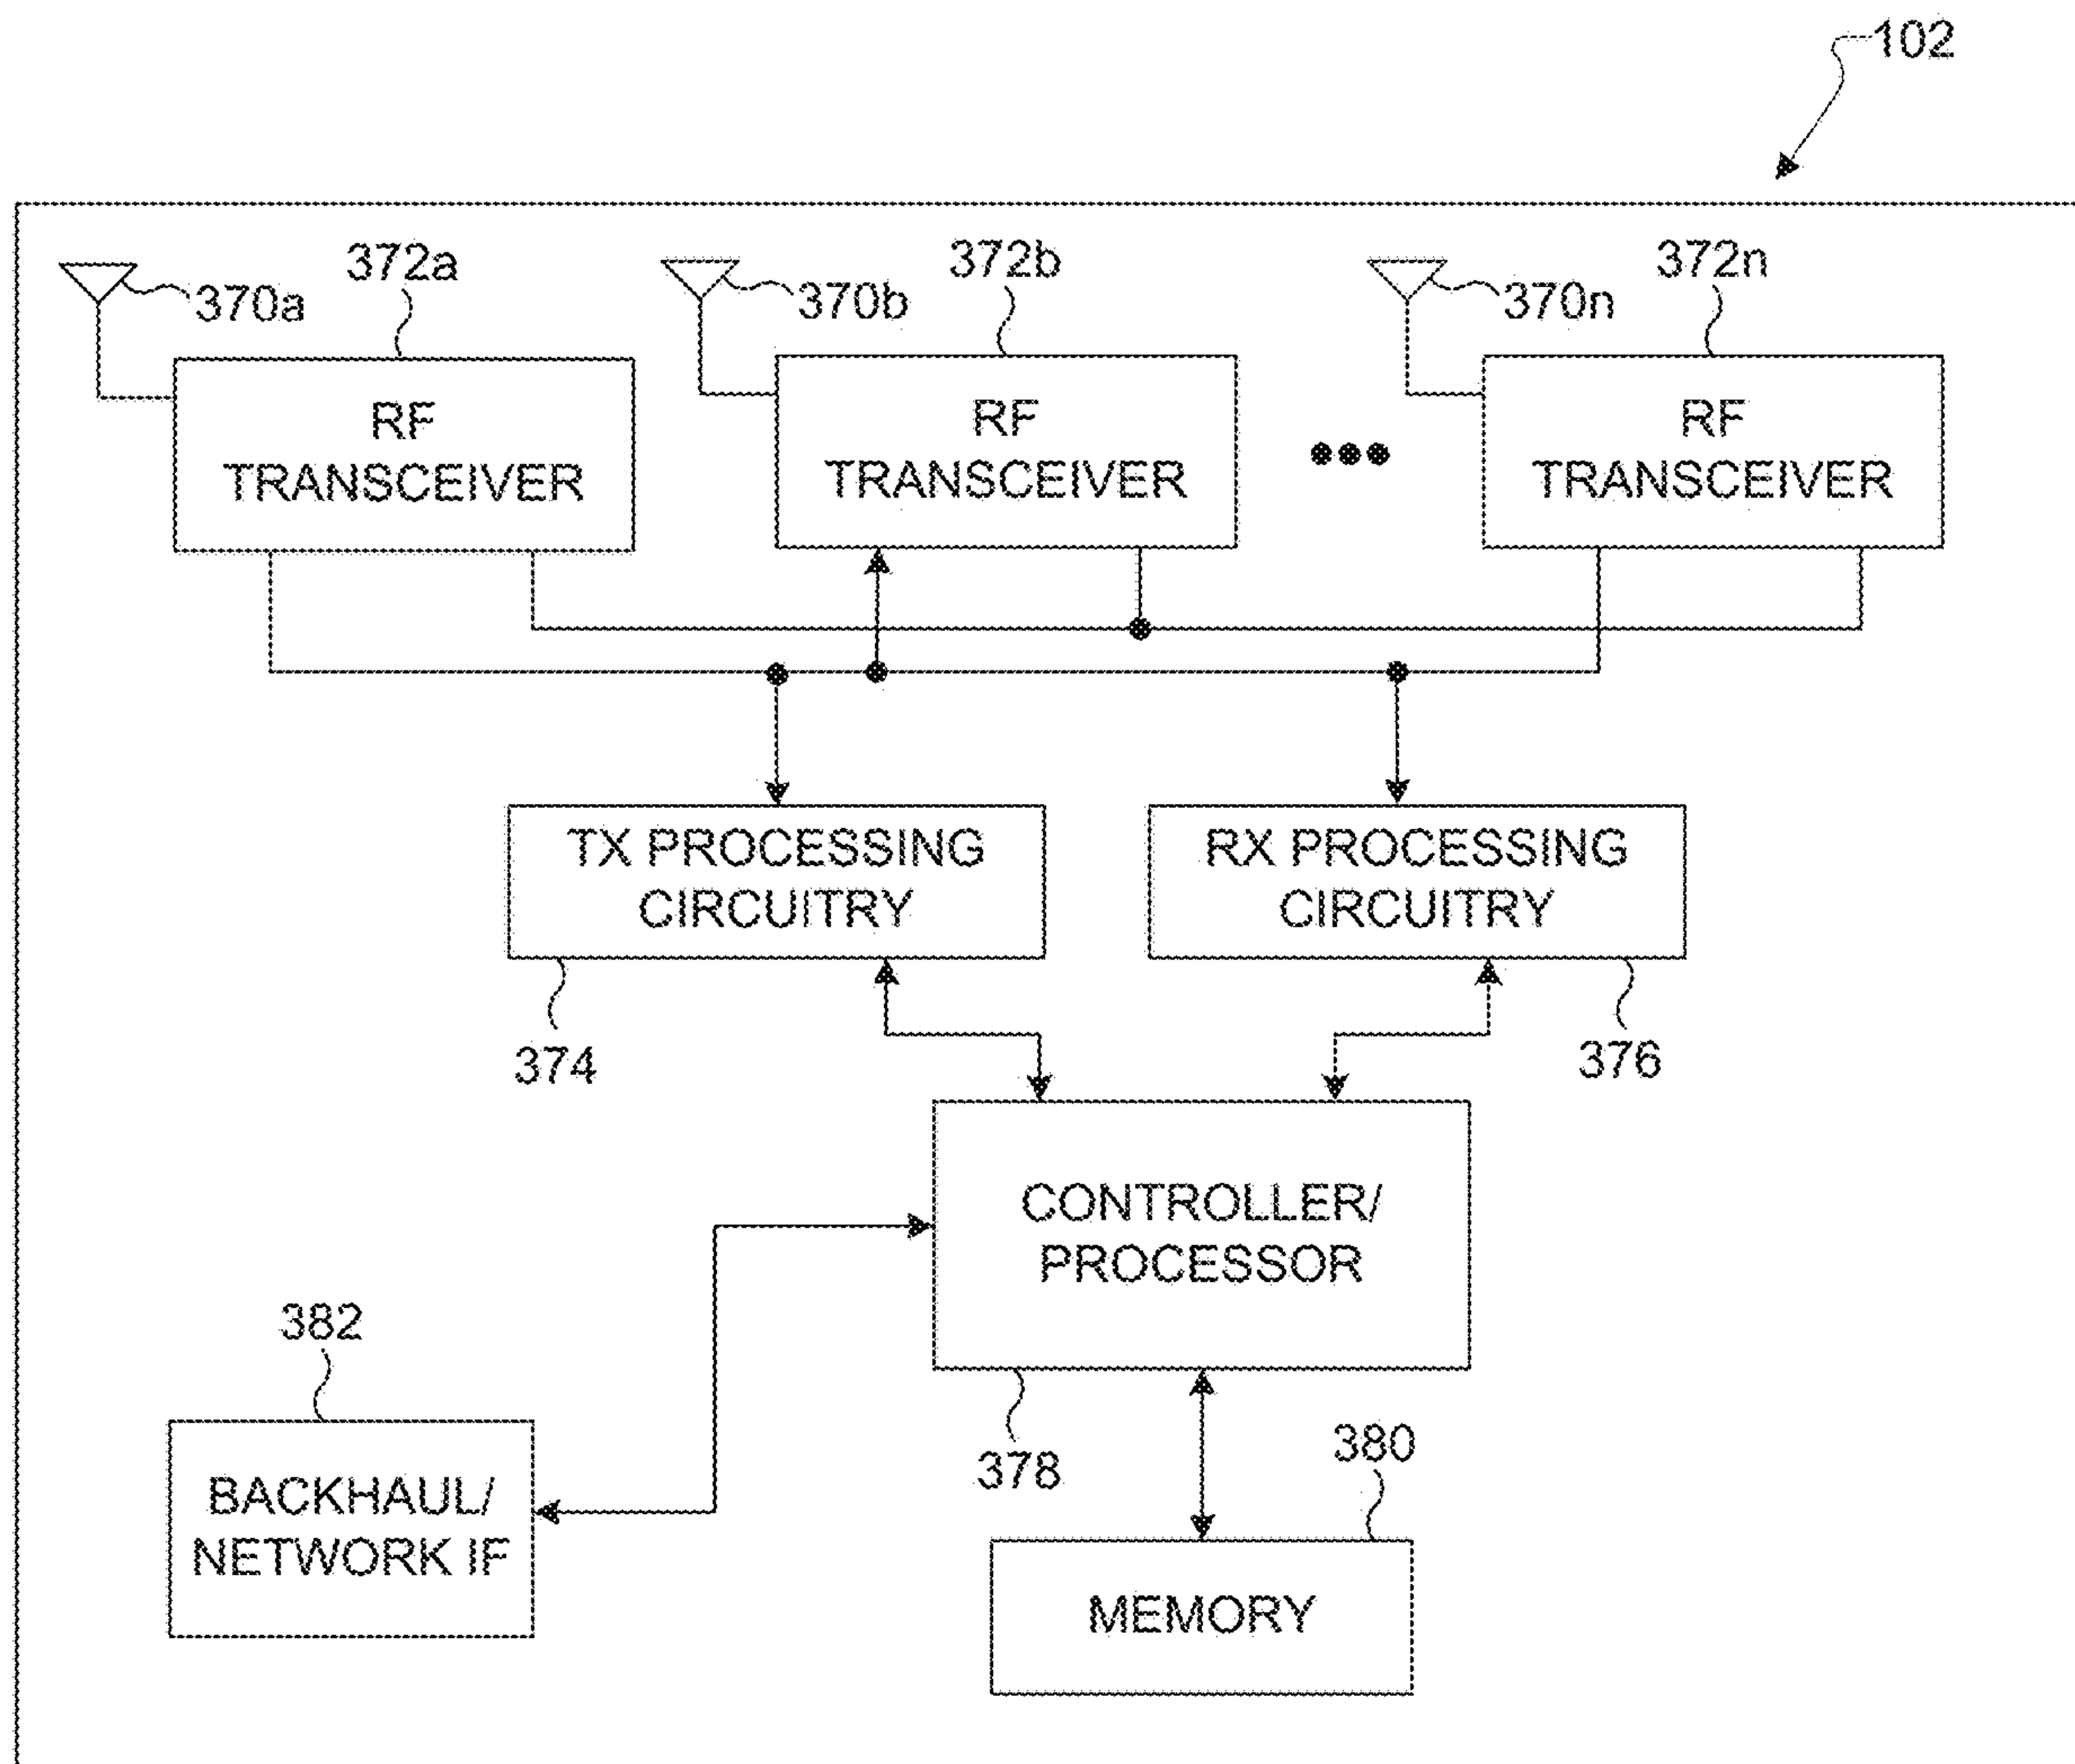 102
372a
370a
372b
370b
372n
370n
RF
TRANSCEIVER
RF
TRANSCEIVER
RF
TRANSCEIVER
TX PROCESSING
CIRCUITRY
RX PROCESSING
CIRCUITRY
374
376
CONTROLLER/
PROCESSOR
382
378
380
BACKHAUL/
NETWORK IF
MEMORY